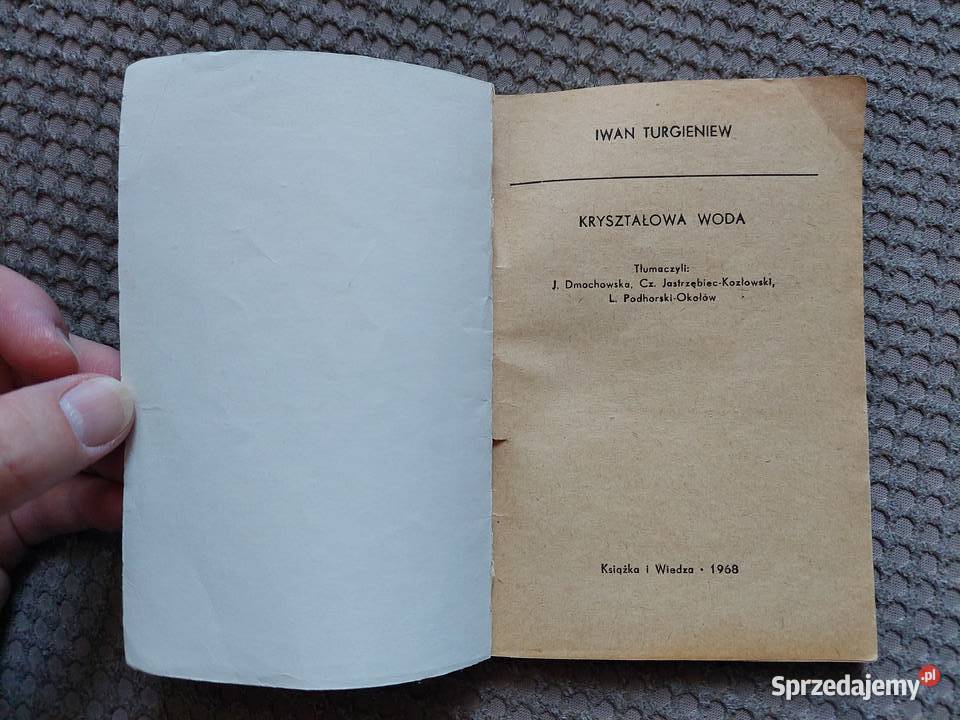 IWAN TURGIENIEW
KRYSZTAŁOWA WODA
Tłumaczyli:
J. Dmochowska, Cz. Jastrzębiec-Kozłowski,
L. Podhorski-Okołów
Książka i Wiedza • 1968
Sprzedajemy.pl